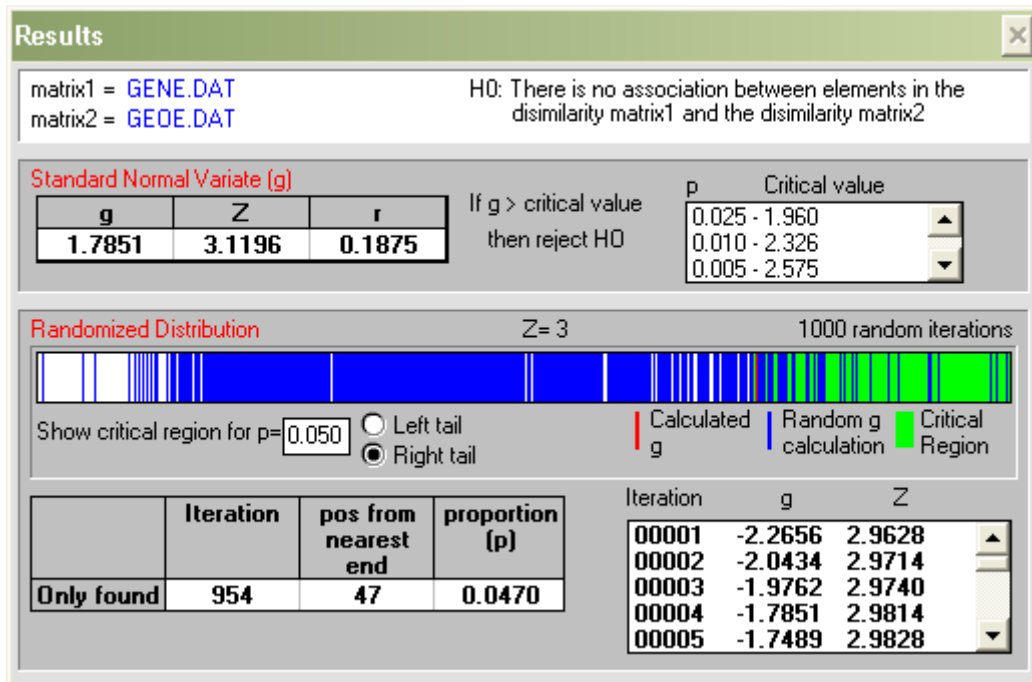 Results
matrix1 = GENE.DAT
matrix2 = GEOE.DAT
H0: There is no association between elements in the
disimilarity matrix1 and the disimilarity matrix2
Standard Normal Variate (g)
g Z r
1.7851 3.1196 0.1875
If g > critical value
then reject H0
p Critical value
0.025 - 1.960
0.010 - 2.326
0.005 - 2.575
Randomized Distribution Z= 3 1000 random iterations
Show critical region for p= 0.050
Left tail
Right tail
Calculated
g
Random g
calculation
Critical
Region
Iteration pos from nearest end proportion (p)
Only found 954 47 0.0470
Iteration g Z
00001 -2.2656 2.9628
00002 -2.0434 2.9714
00003 -1.9762 2.9740
00004 -1.7851 2.9814
00005 -1.7489 2.9828